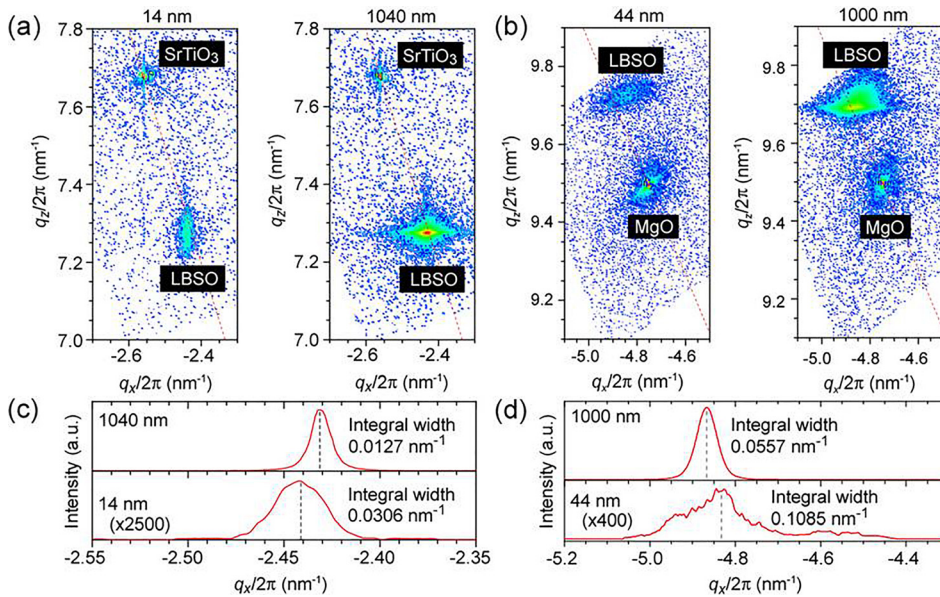 (a)
14 nm
1040 nm
7.8
7.6
7.4
7.2
7.0
qz/2π (nm-1)
SrTiO3
LBSO
-2.6
-2.4
qx/2π (nm-1)
7.8
7.6
7.4
7.2
7.0
qz/2π (nm-1)
SrTiO3
LBSO
-2.6
-2.4
qx/2π (nm-1)
(b)
44 nm
1000 nm
9.8
9.6
9.4
9.2
qz/2π (nm-1)
LBSO
MgO
-5.0
-4.8
-4.6
qx/2π (nm-1)
9.8
9.6
9.4
9.2
qz/2π (nm-1)
LBSO
MgO
-5.0
-4.8
-4.6
qx/2π (nm-1)
(c)
Intensity (a.u.)
1040 nm
Integral width
0.0127 nm-1
14 nm
(x2500)
Integral width
0.0306 nm-1
-2.55
-2.50
-2.45
-2.40
-2.35
qx/2π (nm-1)
(d)
Intensity (a.u.)
1000 nm
Integral width
0.0557 nm-1
44 nm
(x400)
Integral width
0.1085 nm-1
-5.2
-5.0
-4.8
-4.6
-4.4
qx/2π (nm-1)